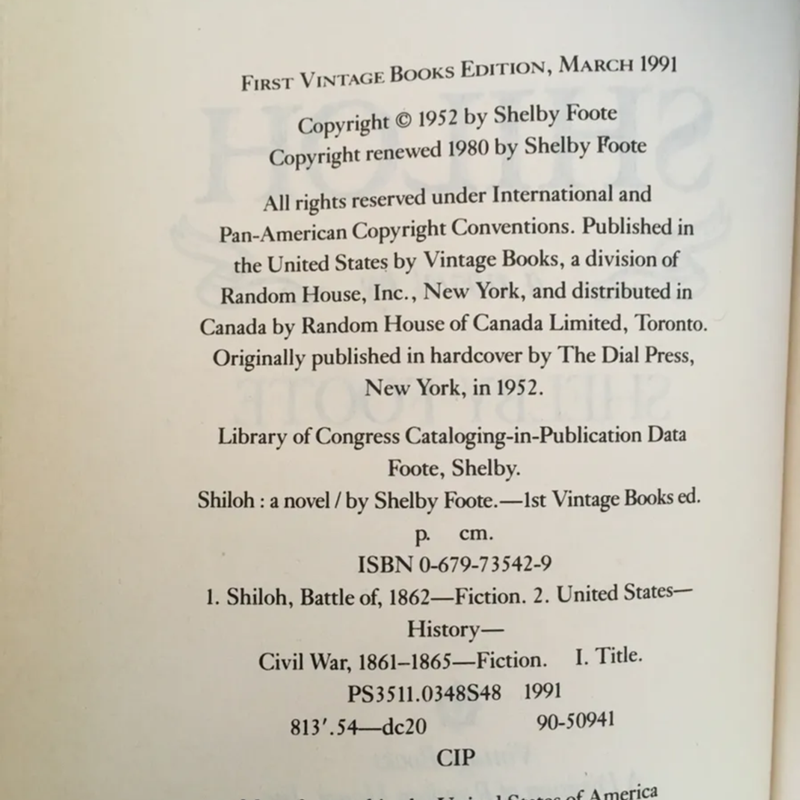 FIRST VINTAGE BOOKS EDITION, MARCH 1991
Copyright © 1952 by Shelby Foote
Copyright renewed 1980 by Shelby Foote
All rights reserved under International and
Pan-American Copyright Conventions. Published in
the United States by Vintage Books, a division of
Random House, Inc., New York, and distributed in
Canada by Random House of Canada Limited, Toronto.
Originally published in hardcover by The Dial Press,
New York, in 1952.
Library of Congress Cataloging-in-Publication Data
Foote, Shelby.
Shiloh : a novel / by Shelby Foote.—1st Vintage Books ed.
p. cm.
ISBN 0-679-73542-9
1. Shiloh, Battle of, 1862—Fiction. 2. United States—
History—
Civil War, 1861–1865—Fiction. I. Title.
PS3511.0348S48 1991
813'.54—dc20 90-50941
CIP
United States of America